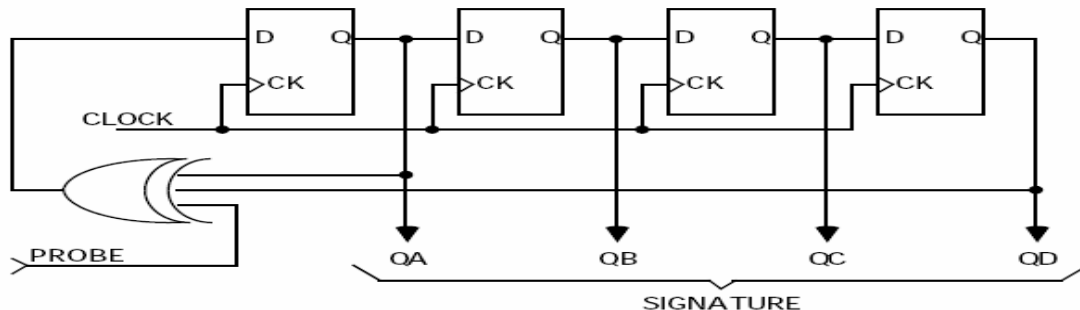 D Q D Q D Q D Q
CK CK CK CK
CLOCK
PROBE
QA QB QC QD
SIGNATURE